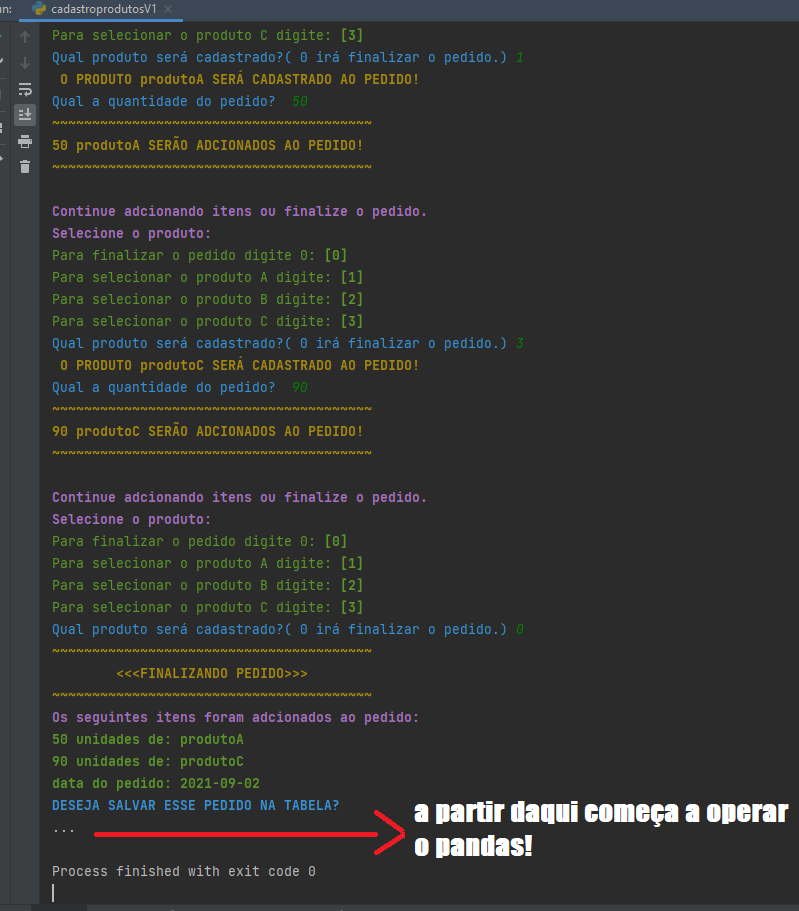 un:
cadastroprodutosV1 ×
Para selecionar o produto C digite: [3]
Qual produto será cadastrado?( 0 irá finalizar o pedido.) 1
O PRODUTO produtoA SERÁ CADASTRADO AO PEDIDO!
Qual a quantidade do pedido? 50
~~~~~~~~~~~~~~~~~~~~~~~~~~~~~~~~~~~~~~~~
50 produtoA SERÃO ADCIONADOS AO PEDIDO!
~~~~~~~~~~~~~~~~~~~~~~~~~~~~~~~~~~~~~~~~
Continue adcionando itens ou finalize o pedido.
Selecione o produto:
Para finalizar o pedido digite 0: [0]
Para selecionar o produto A digite: [1]
Para selecionar o produto B digite: [2]
Para selecionar o produto C digite: [3]
Qual produto será cadastrado?( 0 irá finalizar o pedido.) 3
O PRODUTO produtoC SERÁ CADASTRADO AO PEDIDO!
Qual a quantidade do pedido? 90
~~~~~~~~~~~~~~~~~~~~~~~~~~~~~~~~~~~~~~~~
90 produtoC SERÃO ADCIONADOS AO PEDIDO!
~~~~~~~~~~~~~~~~~~~~~~~~~~~~~~~~~~~~~~~~
Continue adcionando itens ou finalize o pedido.
Selecione o produto:
Para finalizar o pedido digite 0: [0]
Para selecionar o produto A digite: [1]
Para selecionar o produto B digite: [2]
Para selecionar o produto C digite: [3]
Qual produto será cadastrado?( 0 irá finalizar o pedido.) 0
~~~~~~~~~~~~~~~~~~~~~~~~~~~~~~~~~~~~~~~~
<<<FINALIZANDO PEDIDO>>>
~~~~~~~~~~~~~~~~~~~~~~~~~~~~~~~~~~~~~~~~
Os seguintes itens foram adcionados ao pedido:
50 unidades de: produtoA
90 unidades de: produtoC
data do pedido: 2021-09-02
DESEJA SALVAR ESSE PEDIDO NA TABELA?
...
a partir daqui começa a operar
o pandas!
Process finished with exit code 0